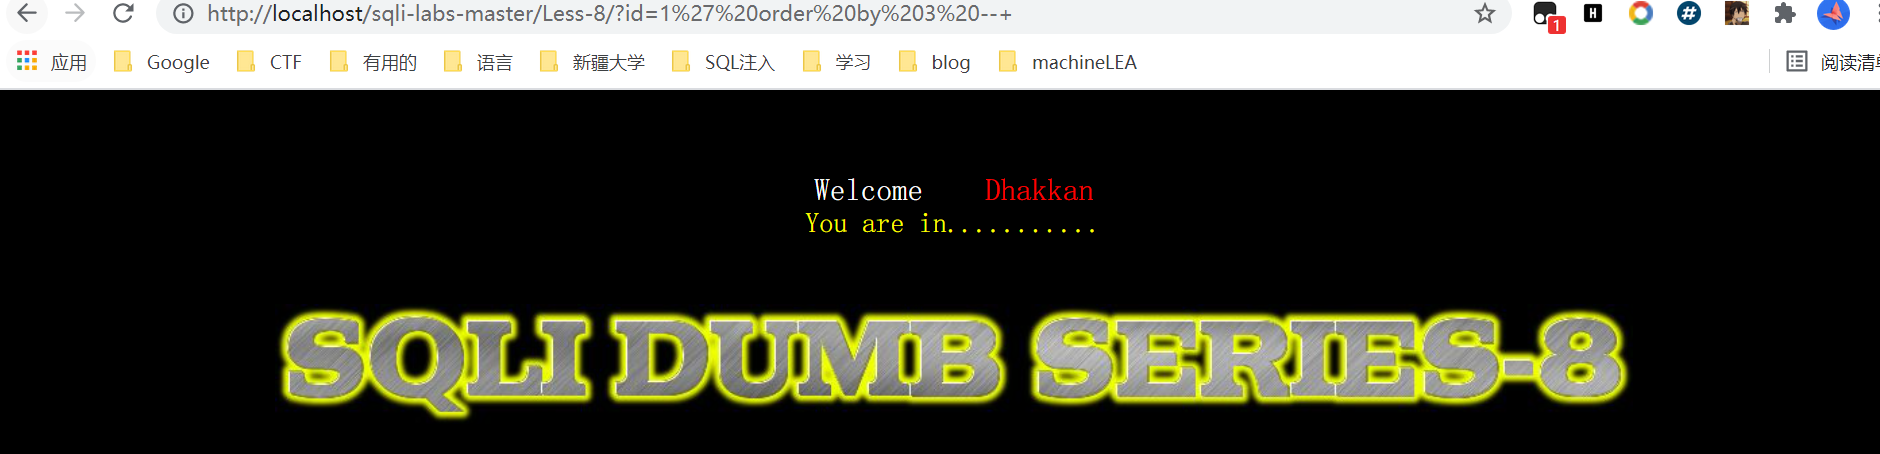 http://localhost/sqli-labs-master/Less-8/?id=1%27%20order%20by%203%20--+
1
应用 Google CTF 有用的 语言 新疆大学 SQL注入 学习 blog machineLEA 阅读清单
Welcome Dhakkan
You are in...........
SQLI DUMB SERIES-8